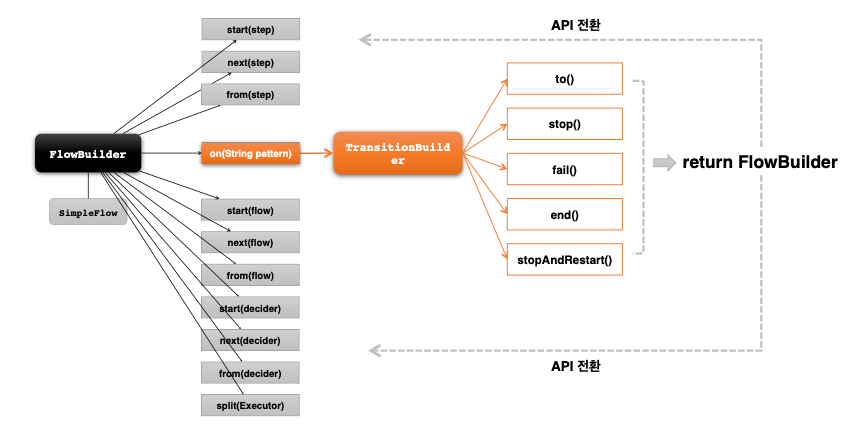 start(step)
next(step)
from(step)
FlowBuilder
on(String pattern)
TransitionBuild
er
SimpleFlow
start(flow)
next(flow)
from(flow)
start(decider)
next(decider)
from(decider)
split(Executor)
API 전환
to()
stop()
fail()
end()
stopAndRestart()
return FlowBuilder
API 전환